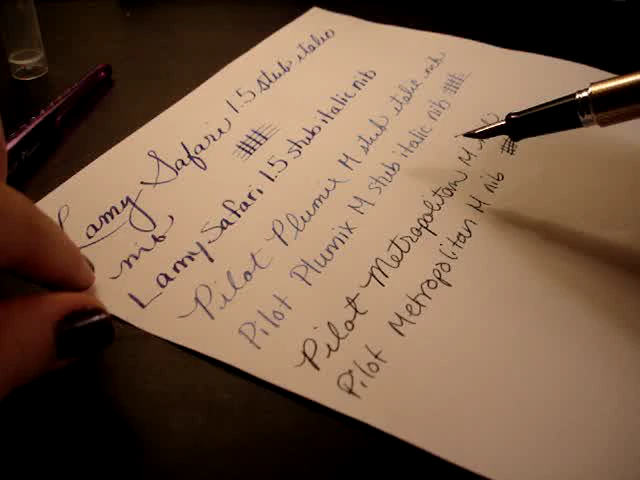 Lamy Safari 1.5 stub italic
nib
Lamy Safari 1.5 stub italic nib
Pilot Plumix M stub italic nib
Pilot Plumix M stub italic nib
Pilot Metropolitan M nib
Pilot Metropolitan M nib